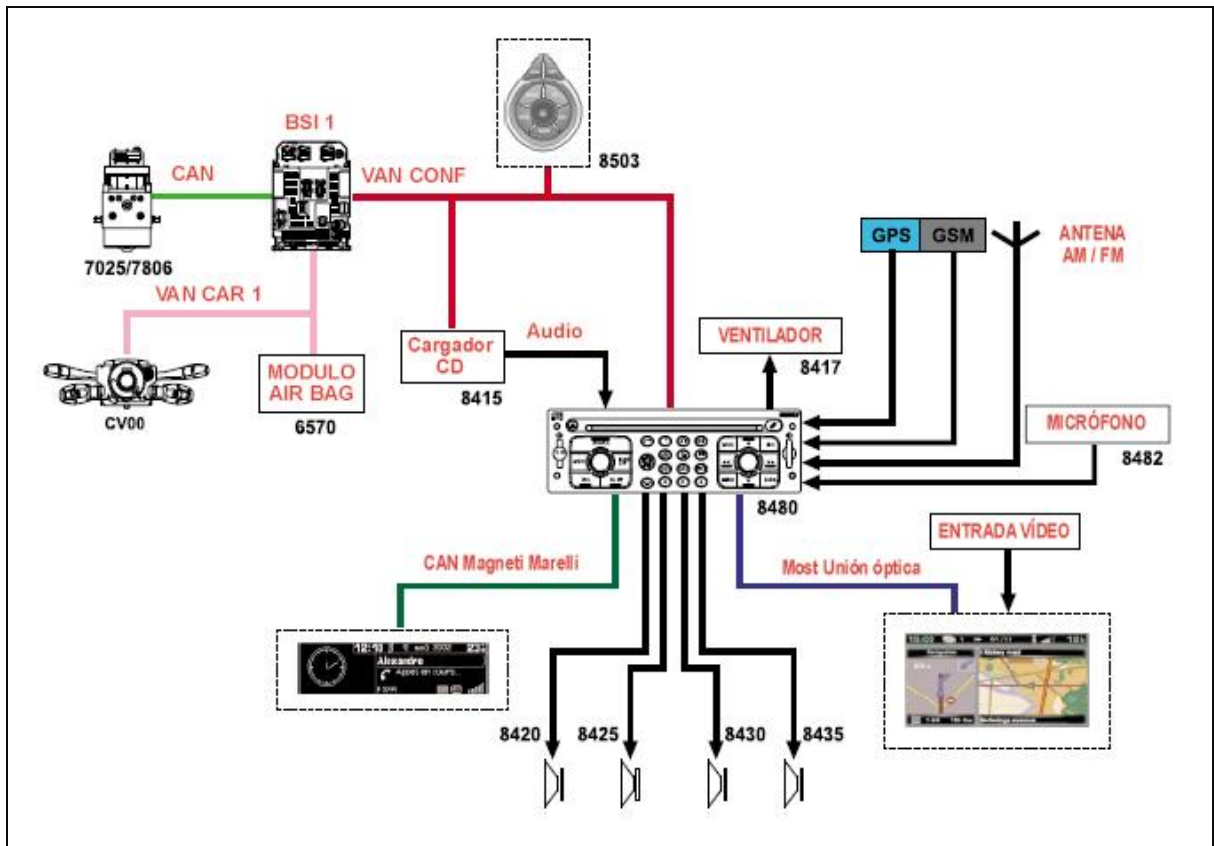 BSI 1
8503
CAN
VAN CONF
7025/7806
GPS
GSM
ANTENA
AM / FM
VAN CAR 1
Audio
VENTILADOR
8417
Cargador
CD
8415
MODULO
AIR BAG
6570
CV00
MICRÓFONO
8482
8480
ENTRADA VÍDEO
CAN Magneti Marelli
Most Unión óptica
2002
Alexandre
Appel en cours...
8420
8425
8430
8435